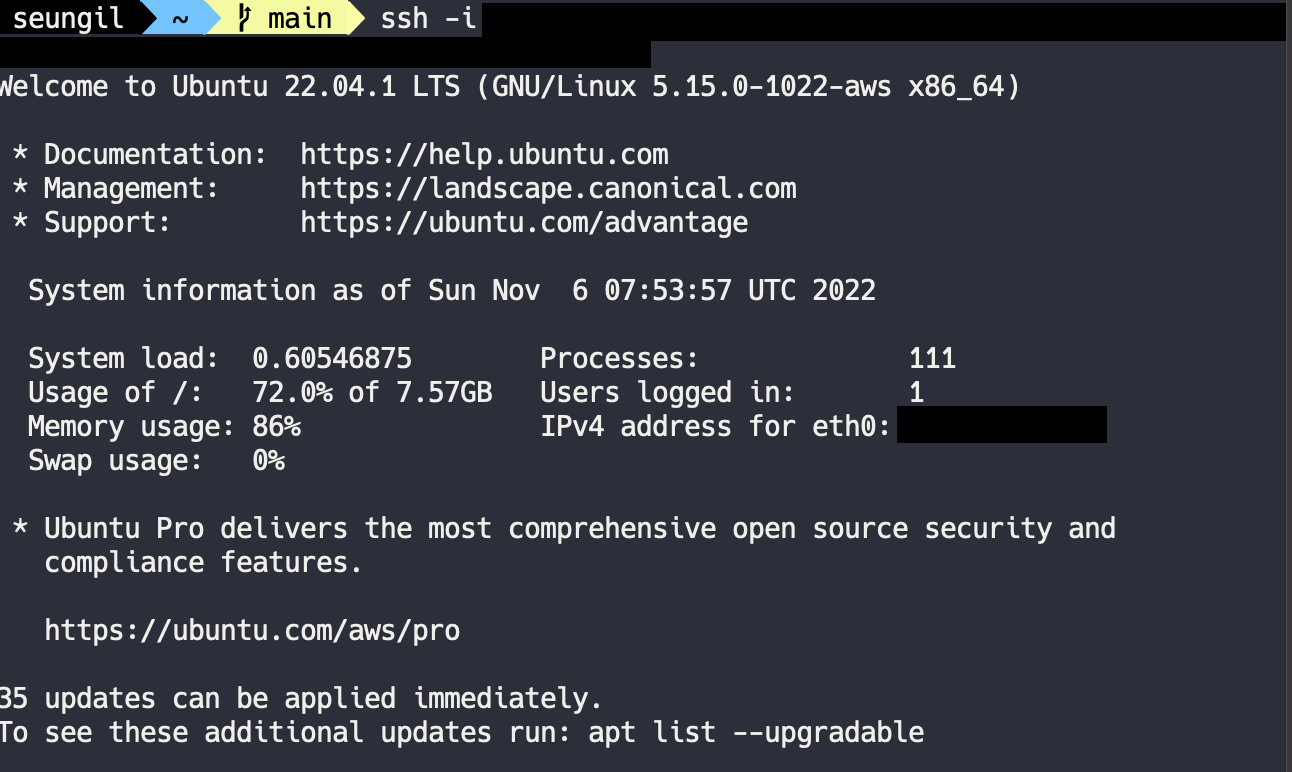 seungil ~ main ssh -i
Welcome to Ubuntu 22.04.1 LTS (GNU/Linux 5.15.0-1022-aws x86_64)
* Documentation: https://help.ubuntu.com
* Management: https://landscape.canonical.com
* Support: https://ubuntu.com/advantage
System information as of Sun Nov 6 07:53:57 UTC 2022
System load: 0.60546875 Processes: 111
Usage of /: 72.0% of 7.57GB Users logged in: 1
Memory usage: 86% IPv4 address for eth0:
Swap usage: 0%
* Ubuntu Pro delivers the most comprehensive open source security and
compliance features.
https://ubuntu.com/aws/pro
35 updates can be applied immediately.
To see these additional updates run: apt list --upgradable